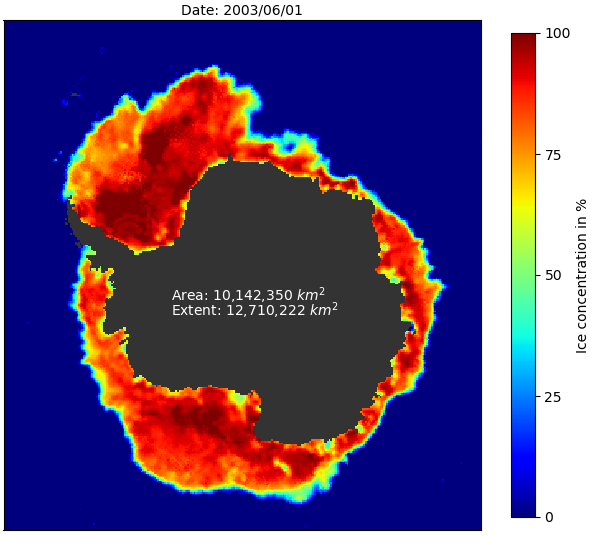 Date: 2003/06/01
100
75
50
25
0
Ice concentration in %
Area: 10,142,350 km²
Extent: 12,710,222 km²